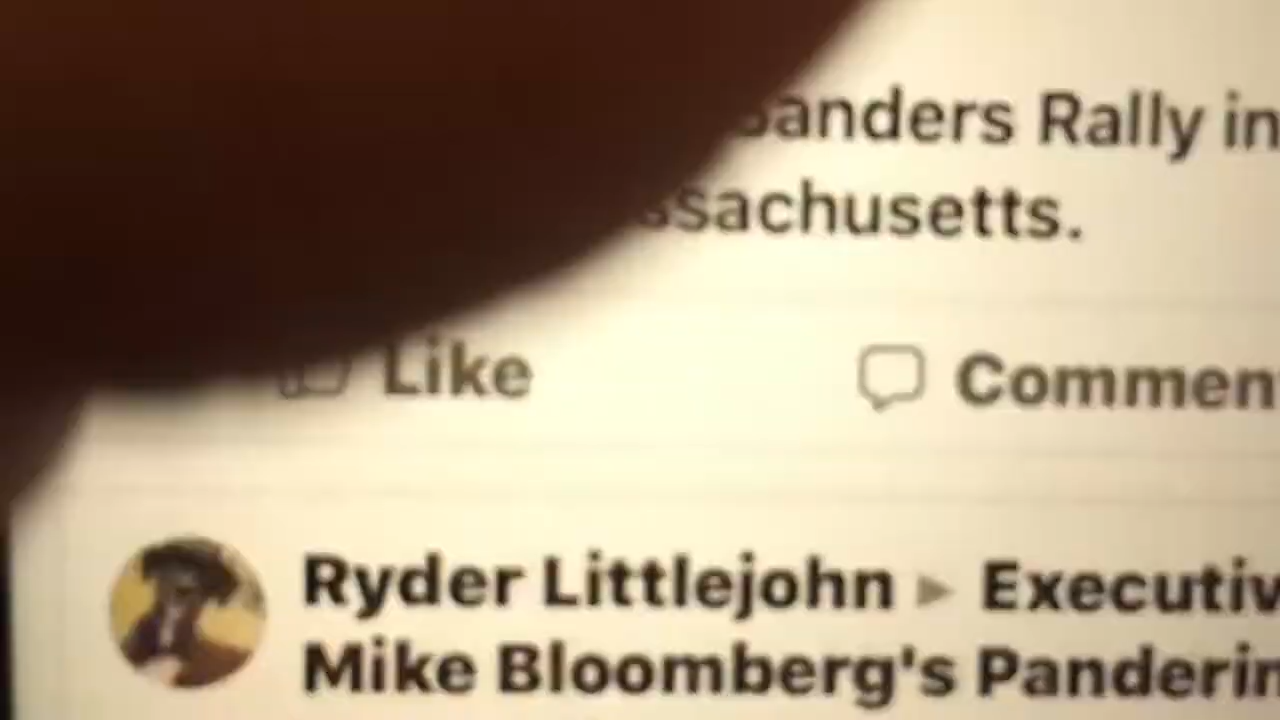 Sanders Rally in
ssachusetts.
Like
Commen
Ryder Littlejohn ▸ Executiv
Mike Bloomberg's Panderin